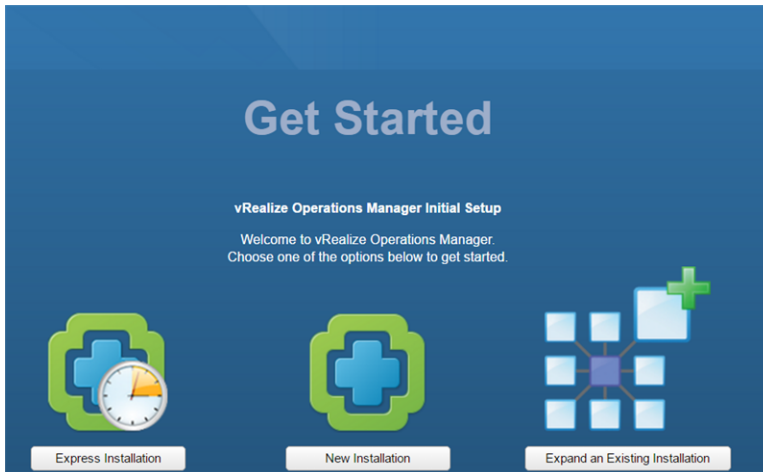 Get Started
vRealize Operations Manager Initial Setup
Welcome to vRealize Operations Manager.
Choose one of the options below to get started.
Express Installation
New Installation
Expand an Existing Installation